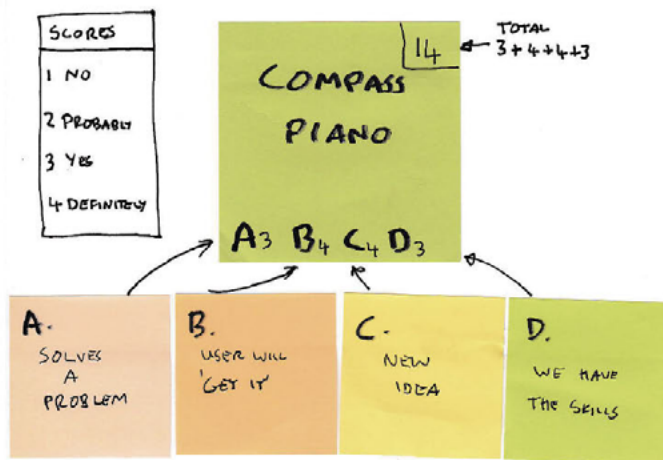 SCORES
1 NO
2 PROBABLY
3 YES
4 DEFINITELY
14
TOTAL
3+4+4+3
COMPASS
PIANO
A3 B4 C4 D3
A.
SOLVES
A
PROBLEM
B.
USER WILL
'GET IT'
C.
NEW
IDEA
D.
WE HAVE
THE SKILLS